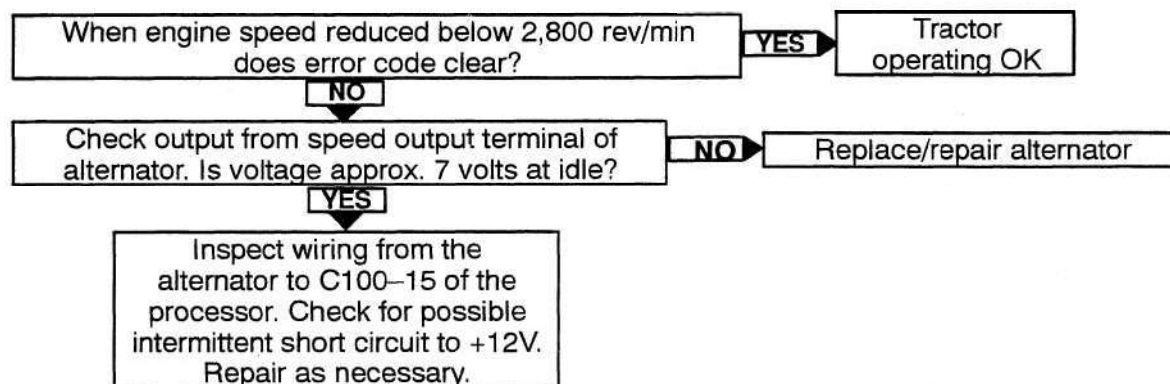 When engine speed reduced below 2,800 rev/min
does error code clear?
YES
Tractor
operating OK
NO
Check output from speed output terminal of
alternator. Is voltage approx. 7 volts at idle?
NO
Replace/repair alternator
YES
Inspect wiring from the
alternator to C100–15 of the
processor. Check for possible
intermittent short circuit to +12V.
Repair as necessary.